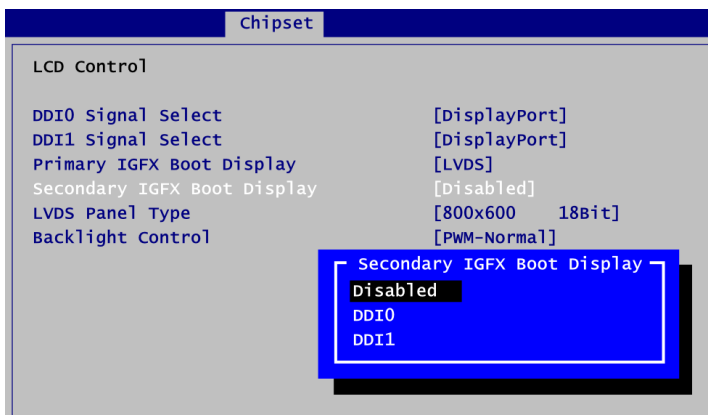 Chipset
LCD Control
DDI0 Signal Select [DisplayPort]
DDI1 Signal Select [DisplayPort]
Primary IGFX Boot Display [LVDS]
Secondary IGFX Boot Display [Disabled]
LVDS Panel Type [800x600 18Bit]
Backlight Control [PWM-Normal]
Secondary IGFX Boot Display
Disabled
DDI0
DDI1